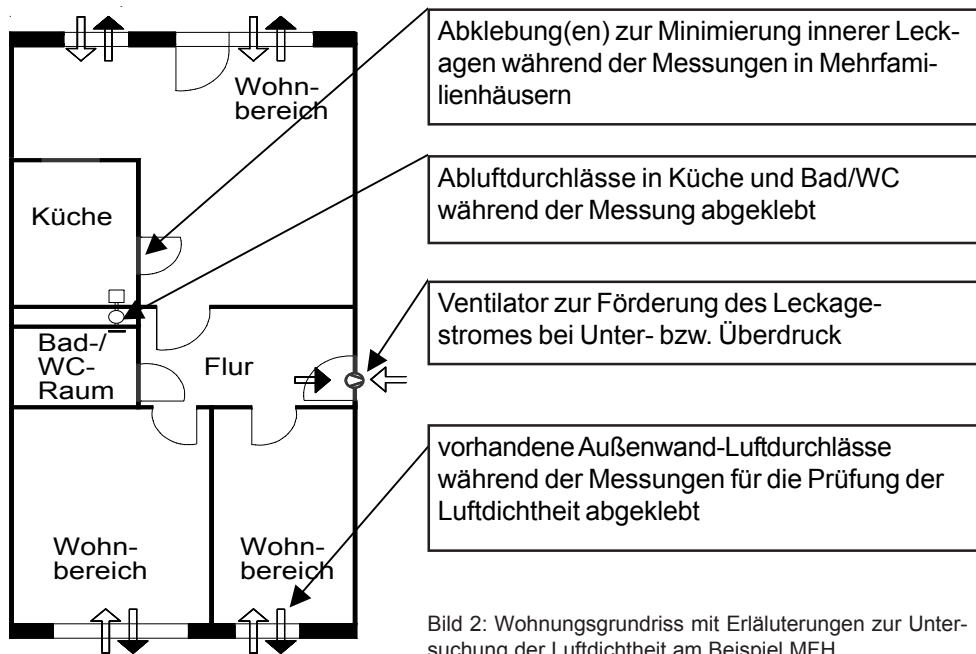 Abklebung(en) zur Minimierung innerer Leck-
agen während der Messungen in Mehrfami-
lienhäusern
Wohn-
bereich
Abluftdurchlässe in Küche und Bad/WC
während der Messung abgeklebt
Küche
Ventilator zur Förderung des Leckage-
stromes bei Unter- bzw. Überdruck
Bad-/
WC-
Raum
Flur
vorhandene Außenwand-Luftdurchlässe
während der Messungen für die Prüfung der
Luftdichtheit abgeklebt
Wohn-
bereich
Wohn-
bereich
Bild 2: Wohnungsgrundriss mit Erläluterungen zur Unter-
suchung der Luftdichtheit am Beispiel MFH